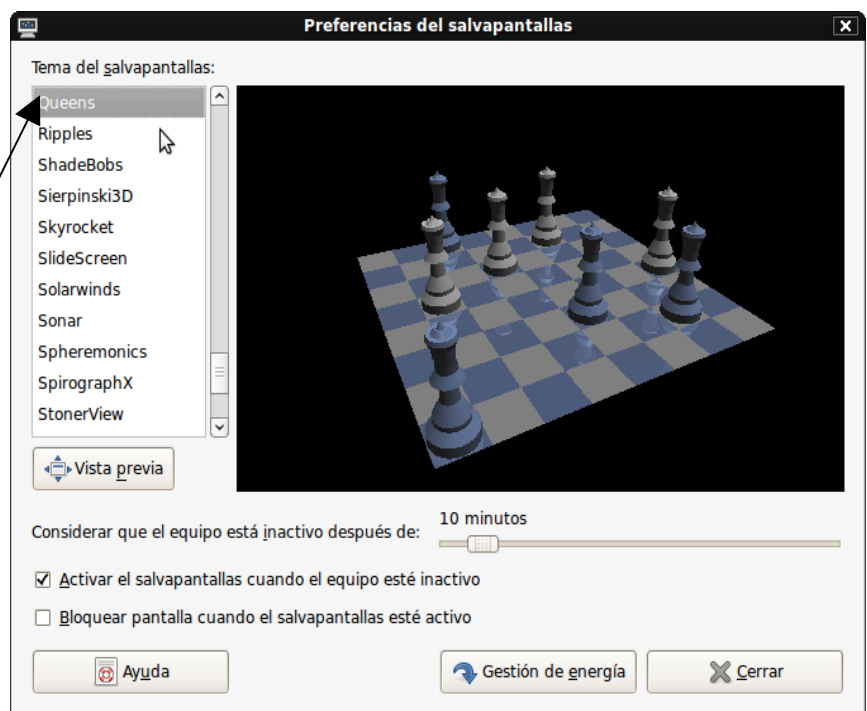 Preferencias del salvapantallas
Tema del salvapantallas:
Queens
Ripples
ShadeBobs
Sierpinski3D
Skyrocket
SlideScreen
Solarwinds
Sonar
Spheremonics
SpirographX
StonerView
Vista previa
10 minutos
Considerar que el equipo está inactivo después de:
Activar el salvapantallas cuando el equipo esté inactivo
Bloquear pantalla cuando el salvapantallas esté activo
Ayuda
Gestión de energía
Cerrar